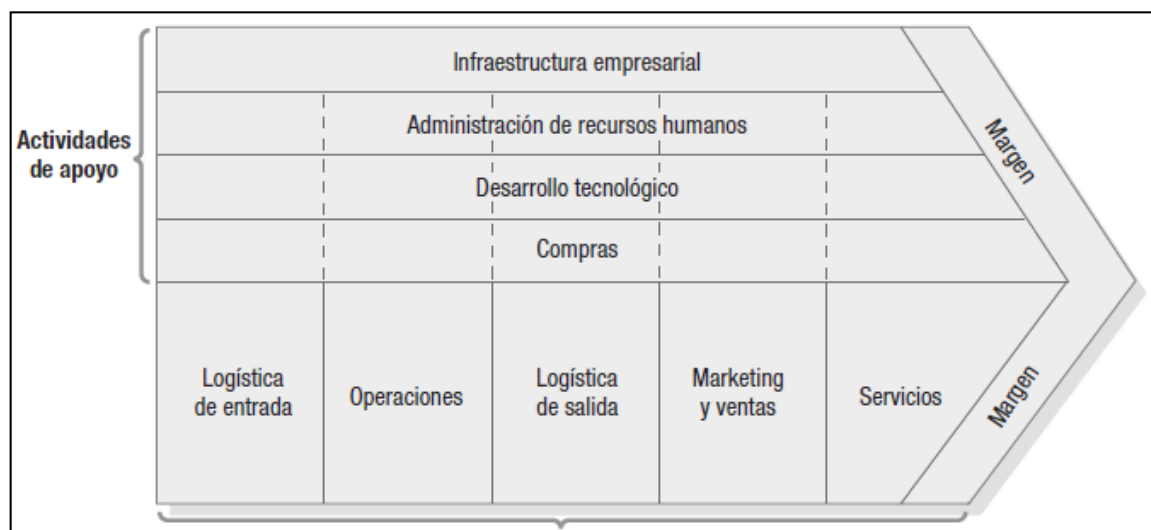 Infraestructura empresarial
Administración de recursos humanos
Actividades
de apoyo
Desarrollo tecnológico
Compras
Margen
Logística
de entrada
Operaciones
Logística
de salida
Marketing
y ventas
Servicios
Margen